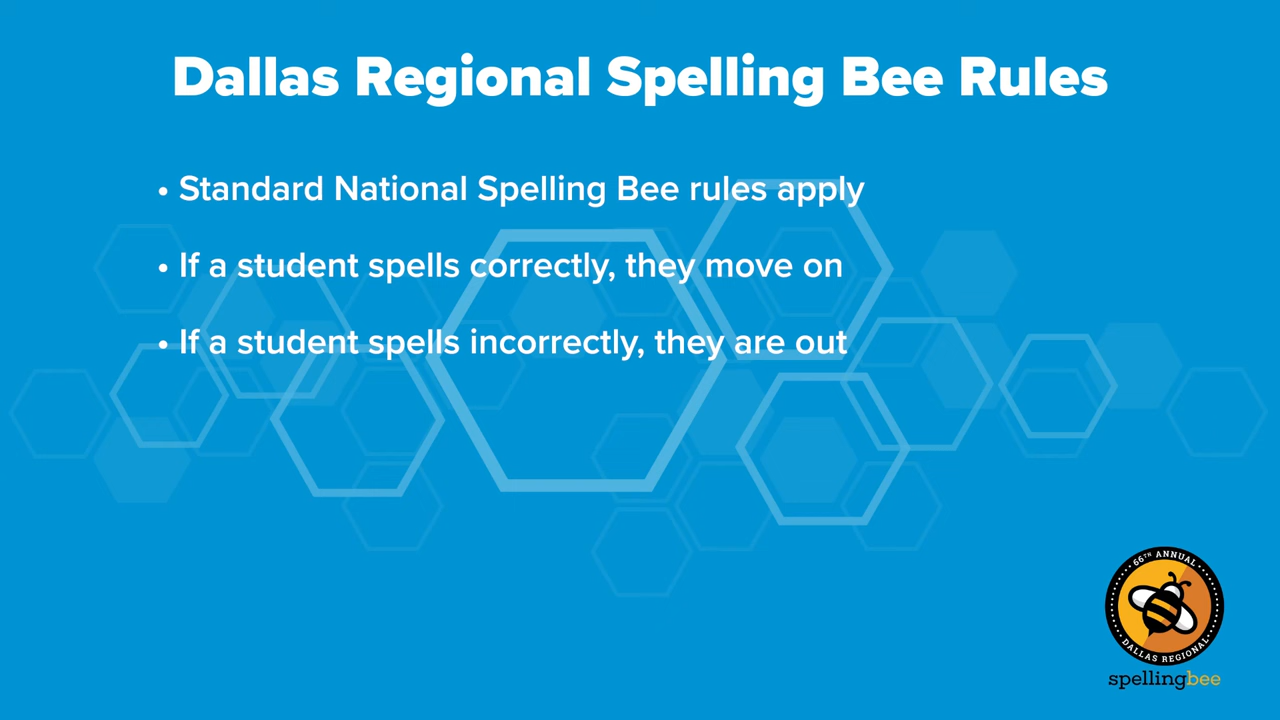 Dallas Regional Spelling Bee Rules
• Standard National Spelling Bee rules apply
• If a student spells correctly, they move on
• If a student spells incorrectly, they are out
66TH ANNUAL
DALLAS REGIONAL
spellingbee